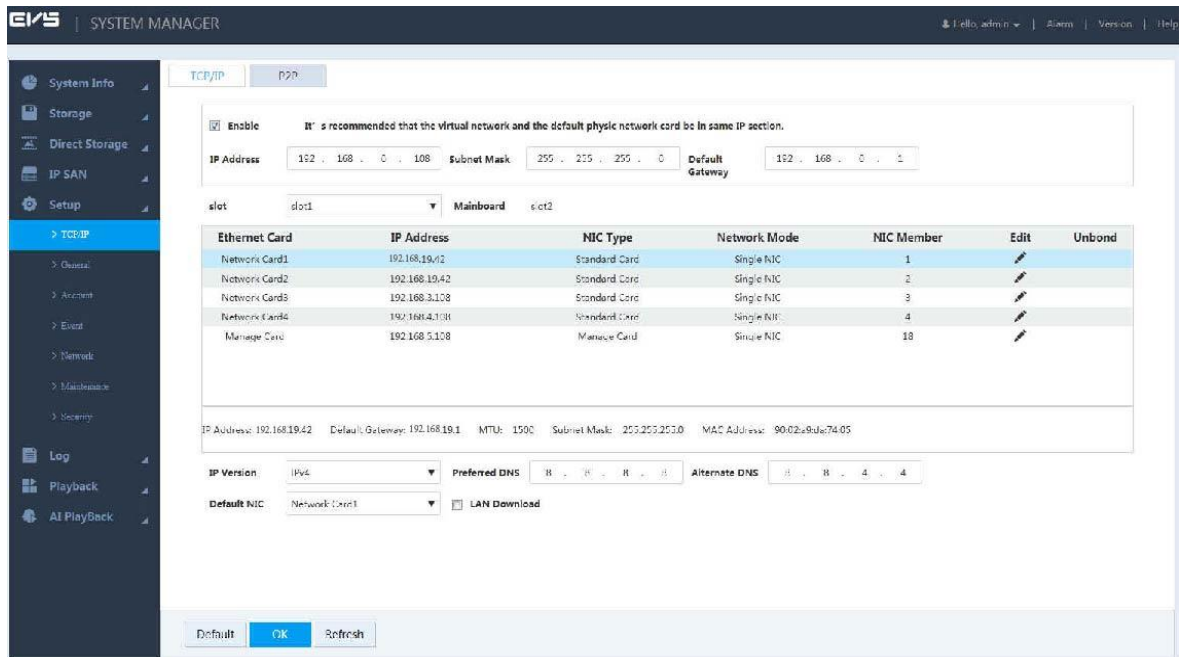 EVS | SYSTEM MANAGER
Hello, admin | Alarm | Version | Help
System Info
Storage
Direct Storage
IP SAN
Setup
> TCP/IP
> General
> Account
> Event
> Network
> Maintenance
> Security
Log
Playback
AI PlayBack
TCP/IP P2P
Enable It's recommended that the virtual network and the default physic network card be in same IP section.
IP Address 192 . 168 . 0 . 108 Subnet Mask 255 . 255 . 255 . 0 Default Gateway 192 . 168 . 0 . 1
slot slot1 Mainboard slot2
Ethernet Card IP Address NIC Type Network Mode NIC Member Edit Unbond
Network Card1 192.168.19.42 Standard Card Single NIC 1
Network Card2 192.168.19.42 Standard Card Single NIC 2
Network Card3 192.168.3.108 Standard Card Single NIC 3
Network Card4 192.168.4.108 Standard Card Single NIC 4
Manage Card 192.168.5.108 Manage Card Single NIC 18
IP Address: 192.168.19.42 Default Gateway: 192.168.19.1 MTU: 1500 Subnet Mask: 255.255.255.0 MAC Address: 90:02:a9:da:74:05
IP Version IPv4 Preferred DNS 8 . 8 . 8 . 8 Alternate DNS 8 . 8 . 4 . 4
Default NIC Network Card1 LAN Download
Default OK Refresh